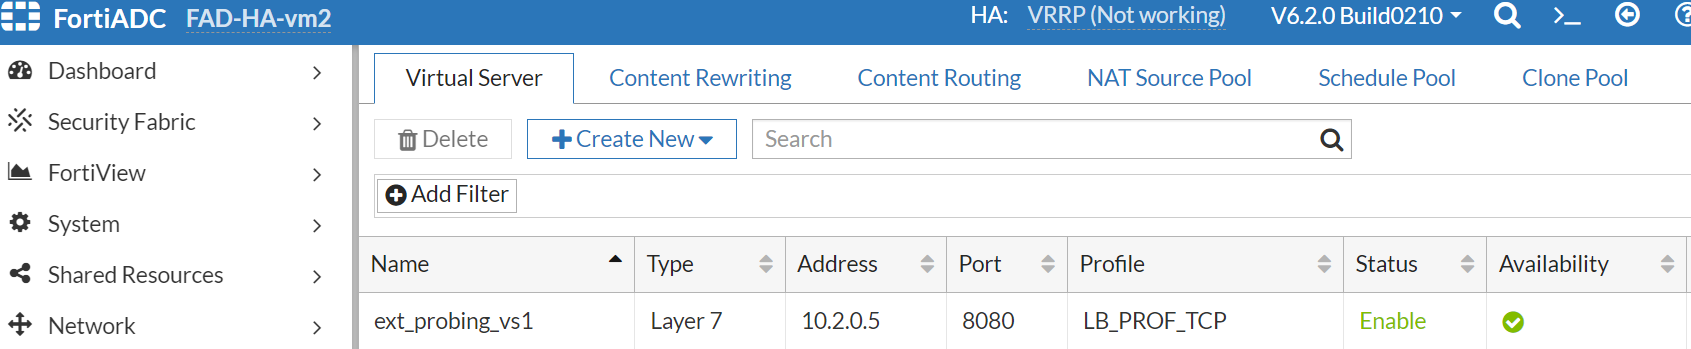 FortiADC FAD-HA-vm2 HA: VRRP (Not working) V6.2.0 Build0210
Dashboard
Security Fabric
FortiView
System
Shared Resources
Network
Virtual Server Content Rewriting Content Routing NAT Source Pool Schedule Pool Clone Pool
Delete Create New Search
Add Filter
Name Type Address Port Profile Status Availability
ext_probing_vs1 Layer 7 10.2.0.5 8080 LB_PROF_TCP Enable